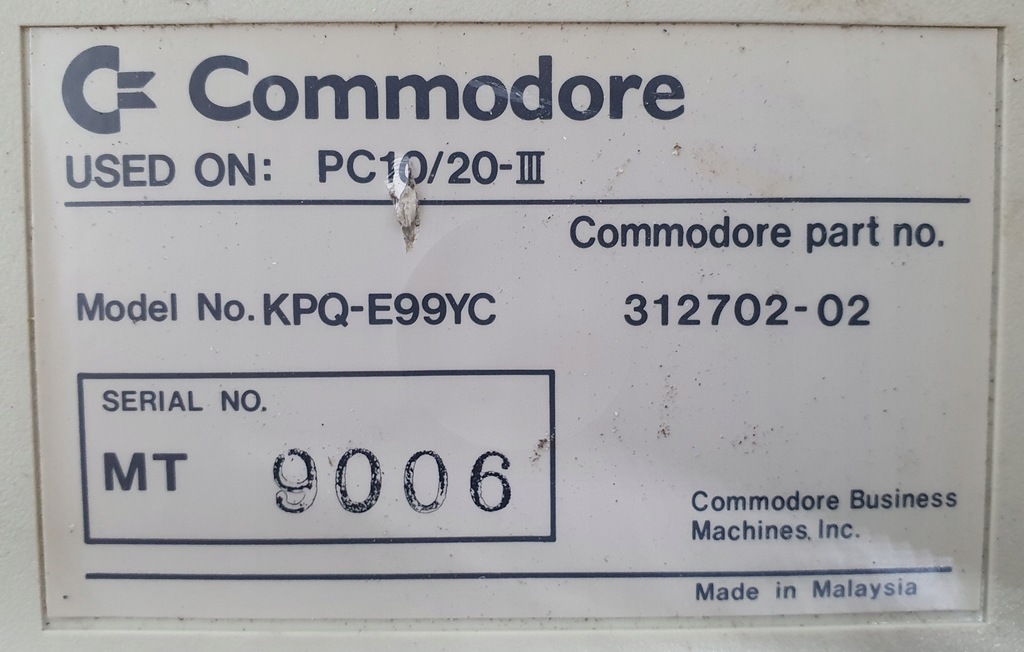 Commodore
USED ON: PC10/20-III
Commodore part no.
Model No. KPQ-E99YC 312702-02
SERIAL NO.
MT 9006
Commodore Business
Machines, Inc.
Made in Malaysia